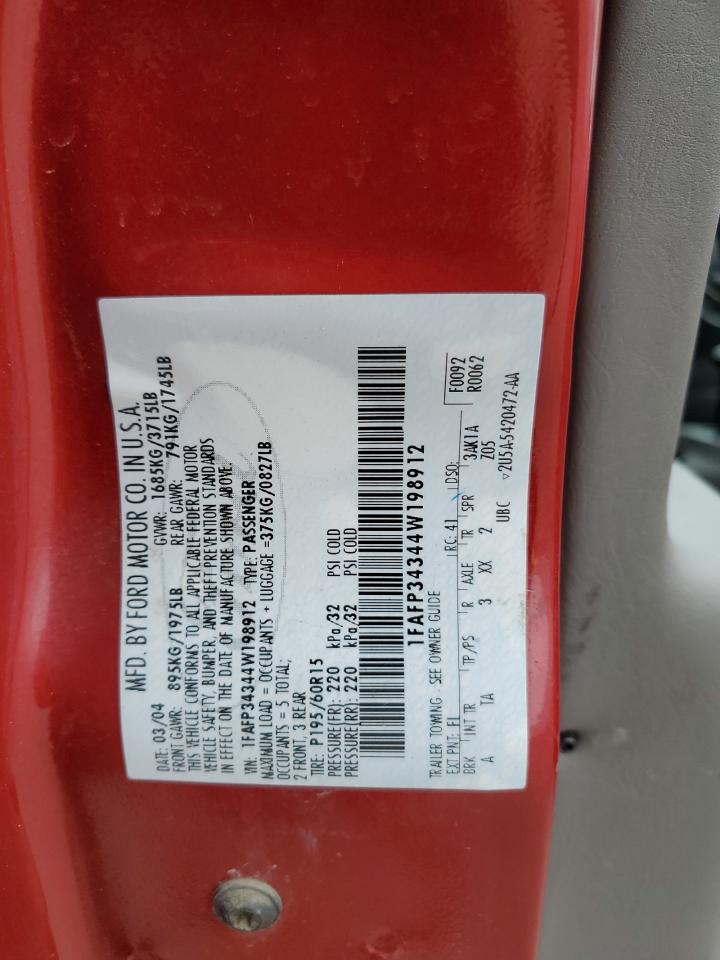 MFD. BY FORD MOTOR CO. IN U.S.A.
DATE: 03/04 GVWR: 1685KG/3715LB
FRONT GAWR: 895KG/1975LB REAR GAWR: 791KG/1745LB
THIS VEHICLE CONFORMS TO ALL APPLICABLE FEDERAL MOTOR
VEHICLE SAFETY, BUMPER, AND THEFT PREVENTION STANDARDS
IN EFFECT ON THE DATE OF MANUFACTURE SHOWN ABOVE.
VIN: 1FAFP34344W198912 TYPE: PASSENGER
MAXIMUM LOAD = OCCUPANTS + LUGGAGE =375KG/0827LB
OCCUPANTS = 5 TOTAL;
2 FRONT, 3 REAR
TIRE: P195/60R15
PRESSURE(FR): 220 kPa/32 PSI COLD
PRESSURE(RR): 220 kPa/32 PSI COLD
1FAFP34344W198912
TRAILER TOWING - SEE OWNER GUIDE
F0092
EXT PNT: F1 RC: 41 DSO: R0062
BRK INT TR TP/PS R AXLE TR SPR 3AK1A
A TA 3 XX 2 Z05
UBC ▽2U5A-5420472-AA